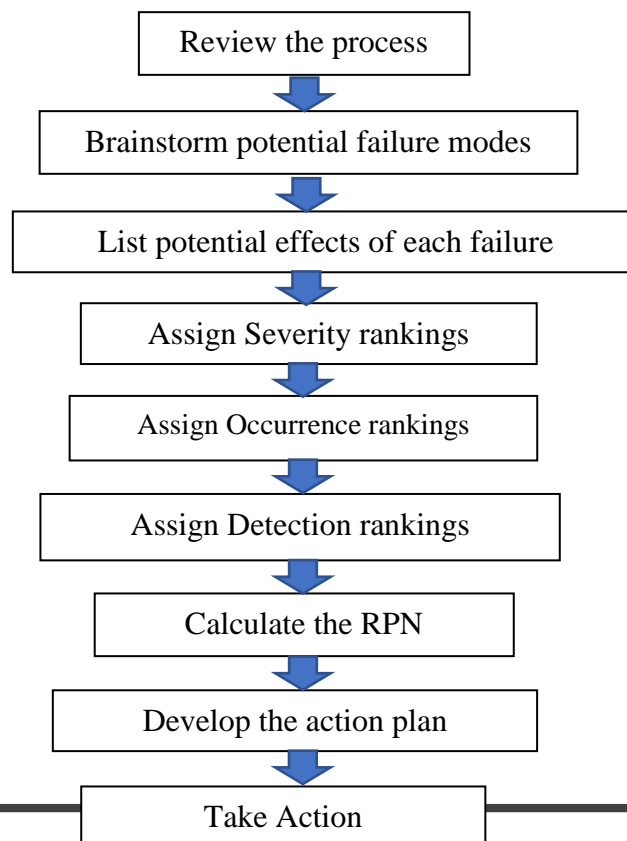 Review the process
Brainstorm potential failure modes
List potential effects of each failure
Assign Severity rankings
Assign Occurrence rankings
Assign Detection rankings
Calculate the RPN
Develop the action plan
Take Action